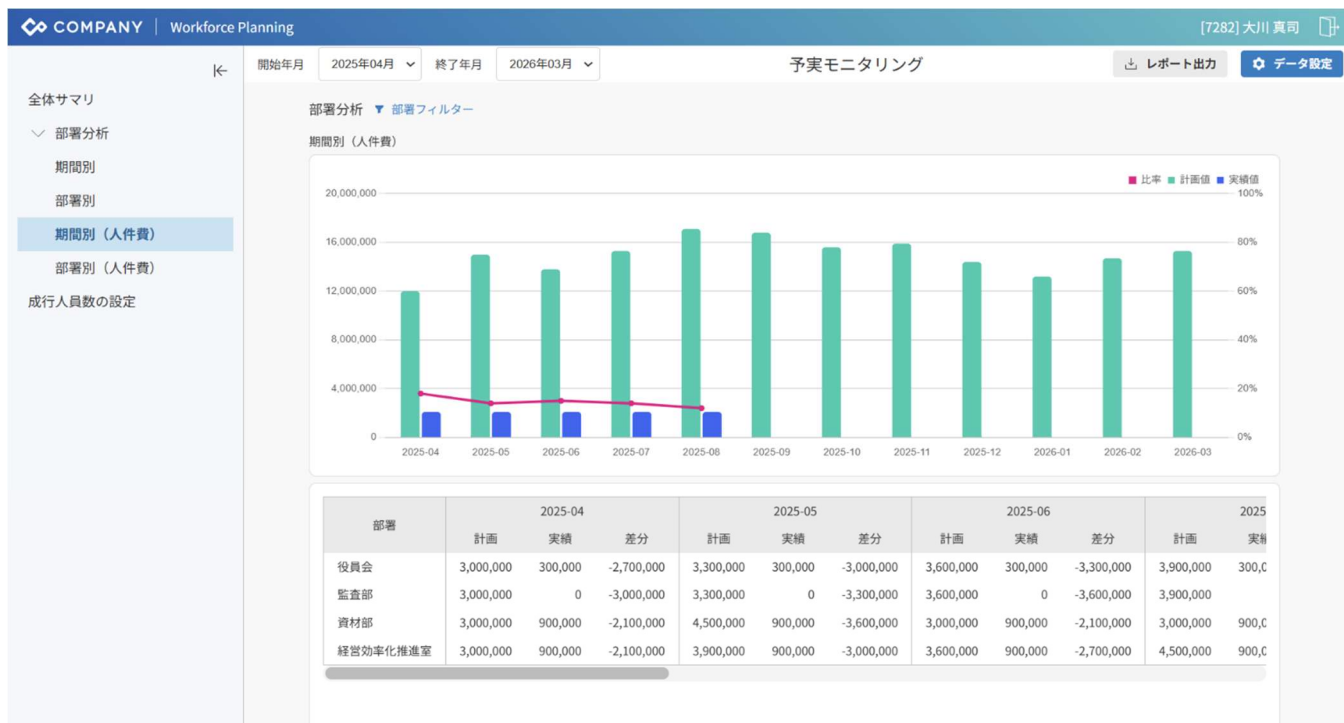 COMPANY | Workforce Planning
[7282] 大川 真司
開始年月 2025年04月 終了年月 2026年03月 予実モニタリング レポート出力 データ設定
全体サマリ
部署分析
期間別
部署別
期間別（人件費）
部署別（人件費）
成行人員数の設定
部署分析 部署フィルター
期間別（人件費）
比率 計画値 実績値
20,000,000 100%
16,000,000 80%
12,000,000 60%
8,000,000 40%
4,000,000 20%
0 0%
2025-04 2025-05 2025-06 2025-07 2025-08 2025-09 2025-10 2025-11 2025-12 2026-01 2026-02 2026-03
部署 2025-04 2025-05 2025-06 2025
計画 実績 差分 計画 実績 差分 計画 実績 差分 計画 実
役員会 3,000,000 300,000 -2,700,000 3,300,000 300,000 -3,000,000 3,600,000 300,000 -3,300,000 3,900,000 300,0
監査部 3,000,000 0 -3,000,000 3,300,000 0 -3,300,000 3,600,000 0 -3,600,000 3,900,000
資材部 3,000,000 900,000 -2,100,000 4,500,000 900,000 -3,600,000 3,000,000 900,000 -2,100,000 3,000,000 900,0
経営効率化推進室 3,000,000 900,000 -2,100,000 3,900,000 900,000 -3,000,000 3,600,000 900,000 -2,700,000 4,500,000 900,0